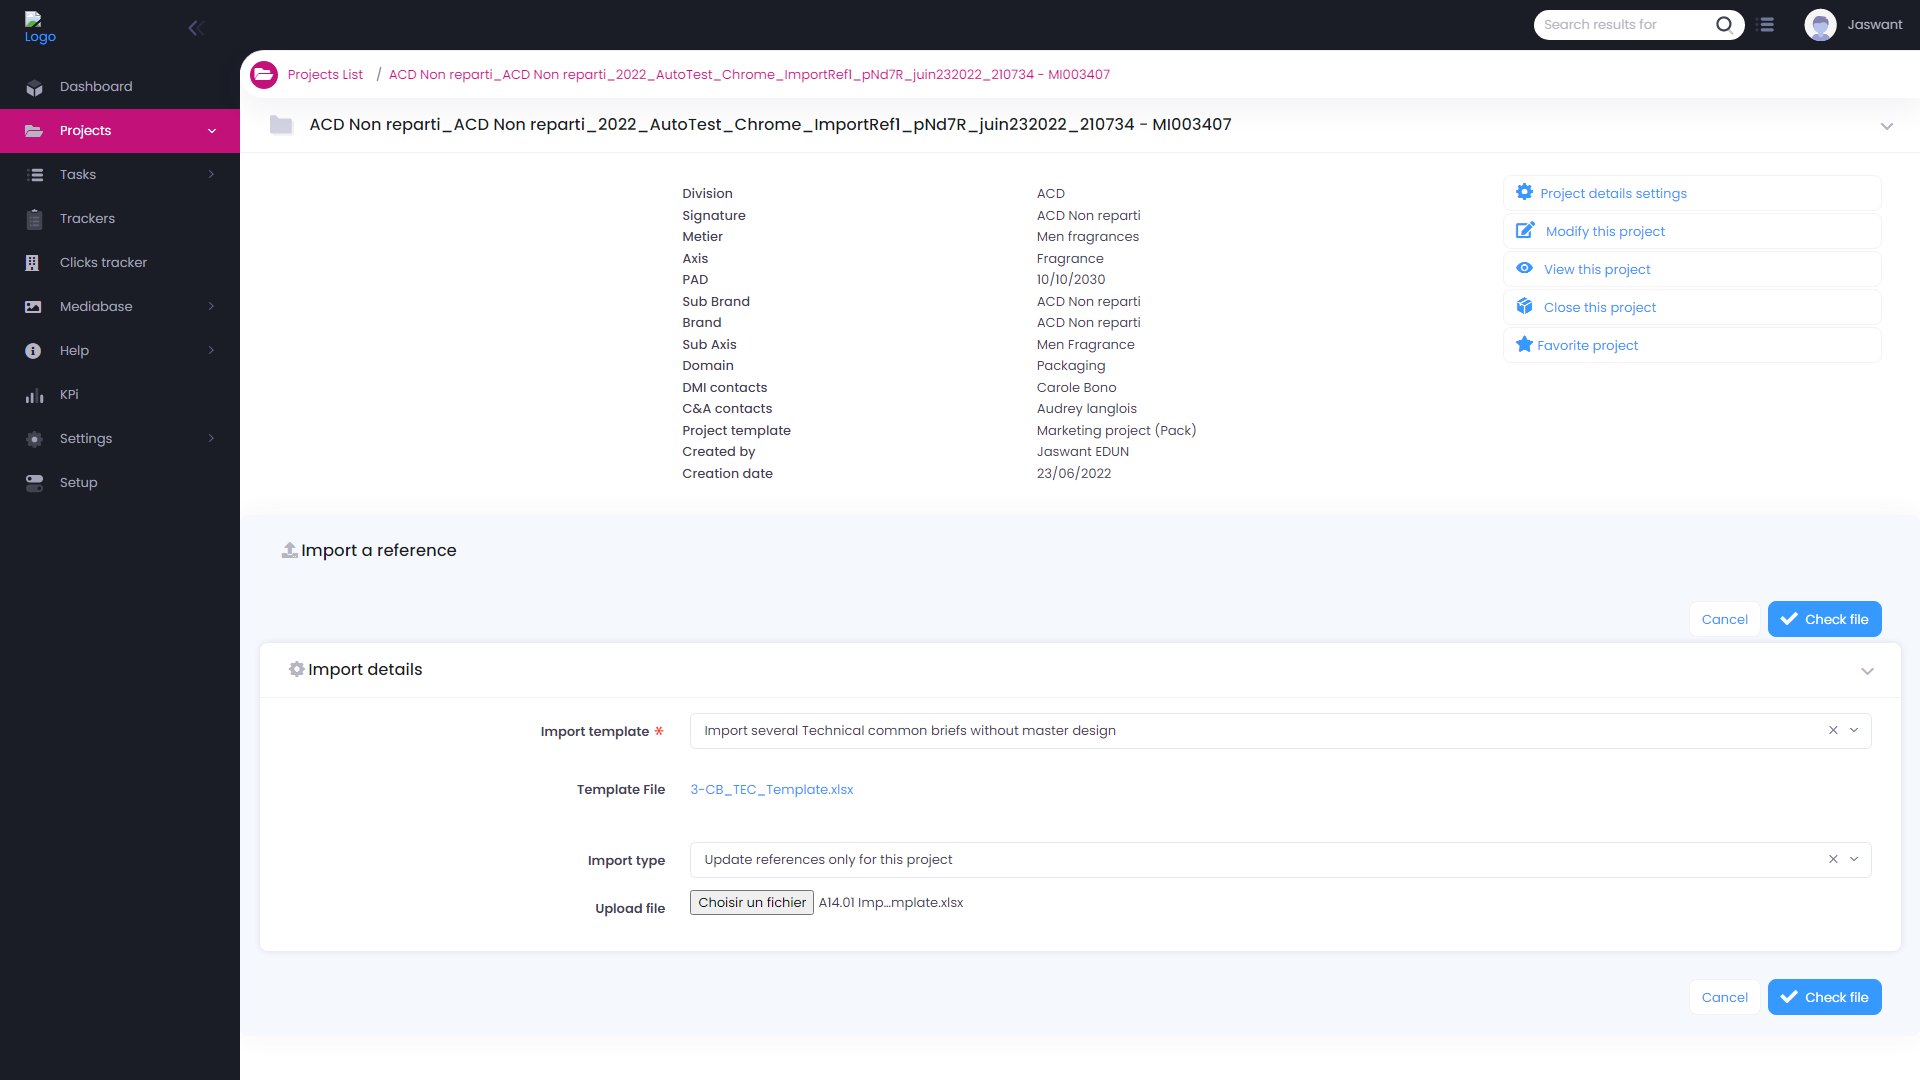 Logo
Search results for
Jaswant
Dashboard
Projects
Tasks
Trackers
Clicks tracker
Mediabase
Help
KPi
Settings
Setup
Projects List / ACD Non reparti_ACD Non reparti_2022_AutoTest_Chrome_ImportRef1_pNd7R_juin232022_210734 - MI003407
ACD Non reparti_ACD Non reparti_2022_AutoTest_Chrome_ImportRef1_pNd7R_juin232022_210734 - MI003407
Division ACD
Signature ACD Non reparti
Metier Men fragrances
Axis Fragrance
PAD 10/10/2030
Sub Brand ACD Non reparti
Brand ACD Non reparti
Sub Axis Men Fragrance
Domain Packaging
DMI contacts Carole Bono
C&A contacts Audrey langlois
Project template Marketing project (Pack)
Created by Jaswant EDUN
Creation date 23/06/2022
Project details settings
Modify this project
View this project
Close this project
Favorite project
Import a reference
Cancel Check file
Import details
Import template * Import several Technical common briefs without master design
Template File 3-CB_TEC_Template.xlsx
Import type Update references only for this project
Upload file Choisir un fichier A14.01 Imp...mplate.xlsx
Cancel Check file